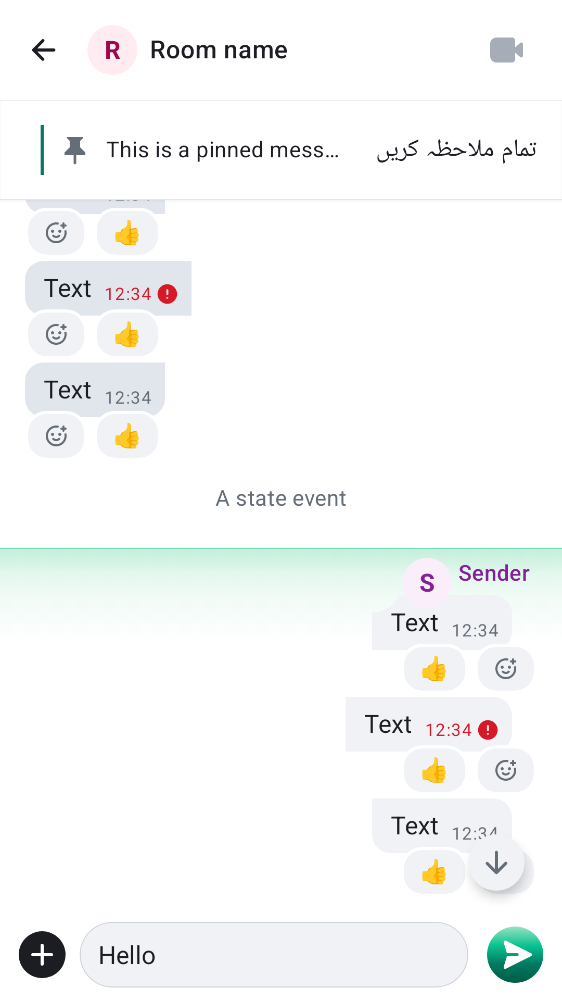 R
Room name
This is a pinned mess...
تمام ملاحظہ کریں
Text 12:34
Text 12:34
A state event
S
Sender
Text 12:34
Text 12:34
Text 12:34
Hello